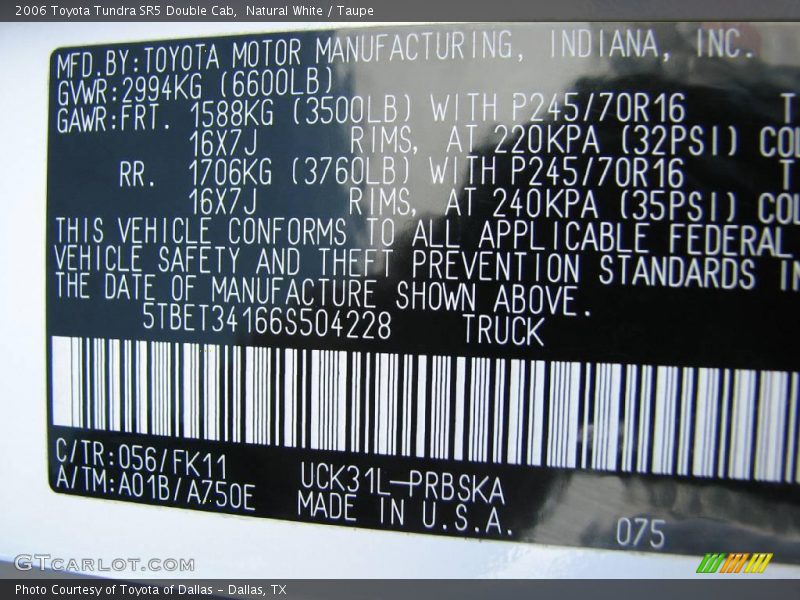 2006 Toyota Tundra SR5 Double Cab, Natural White / Taupe
MFD.BY:TOYOTA MOTOR MANUFACTURING, INDIANA, INC.
GVWR:2994KG (6600LB)
GAWR:FRT. 1588KG (3500LB) WITH P245/70R16 T
16X7J RIMS, AT 220KPA (32PSI) COL
RR. 1706KG (3760LB) WITH P245/70R16 T
16X7J RIMS, AT 240KPA (35PSI) COL
THIS VEHICLE CONFORMS TO ALL APPLICABLE FEDERAL
VEHICLE SAFETY AND THEFT PREVENTION STANDARDS IN
THE DATE OF MANUFACTURE SHOWN ABOVE.
5TBET34166S504228 TRUCK
C/TR:056/FK11 UCK31L-PRBSKA
A/TM:A01B/A750E MADE IN U.S.A.
075
GTCARLOT.COM
Photo Courtesy of Toyota of Dallas - Dallas, TX